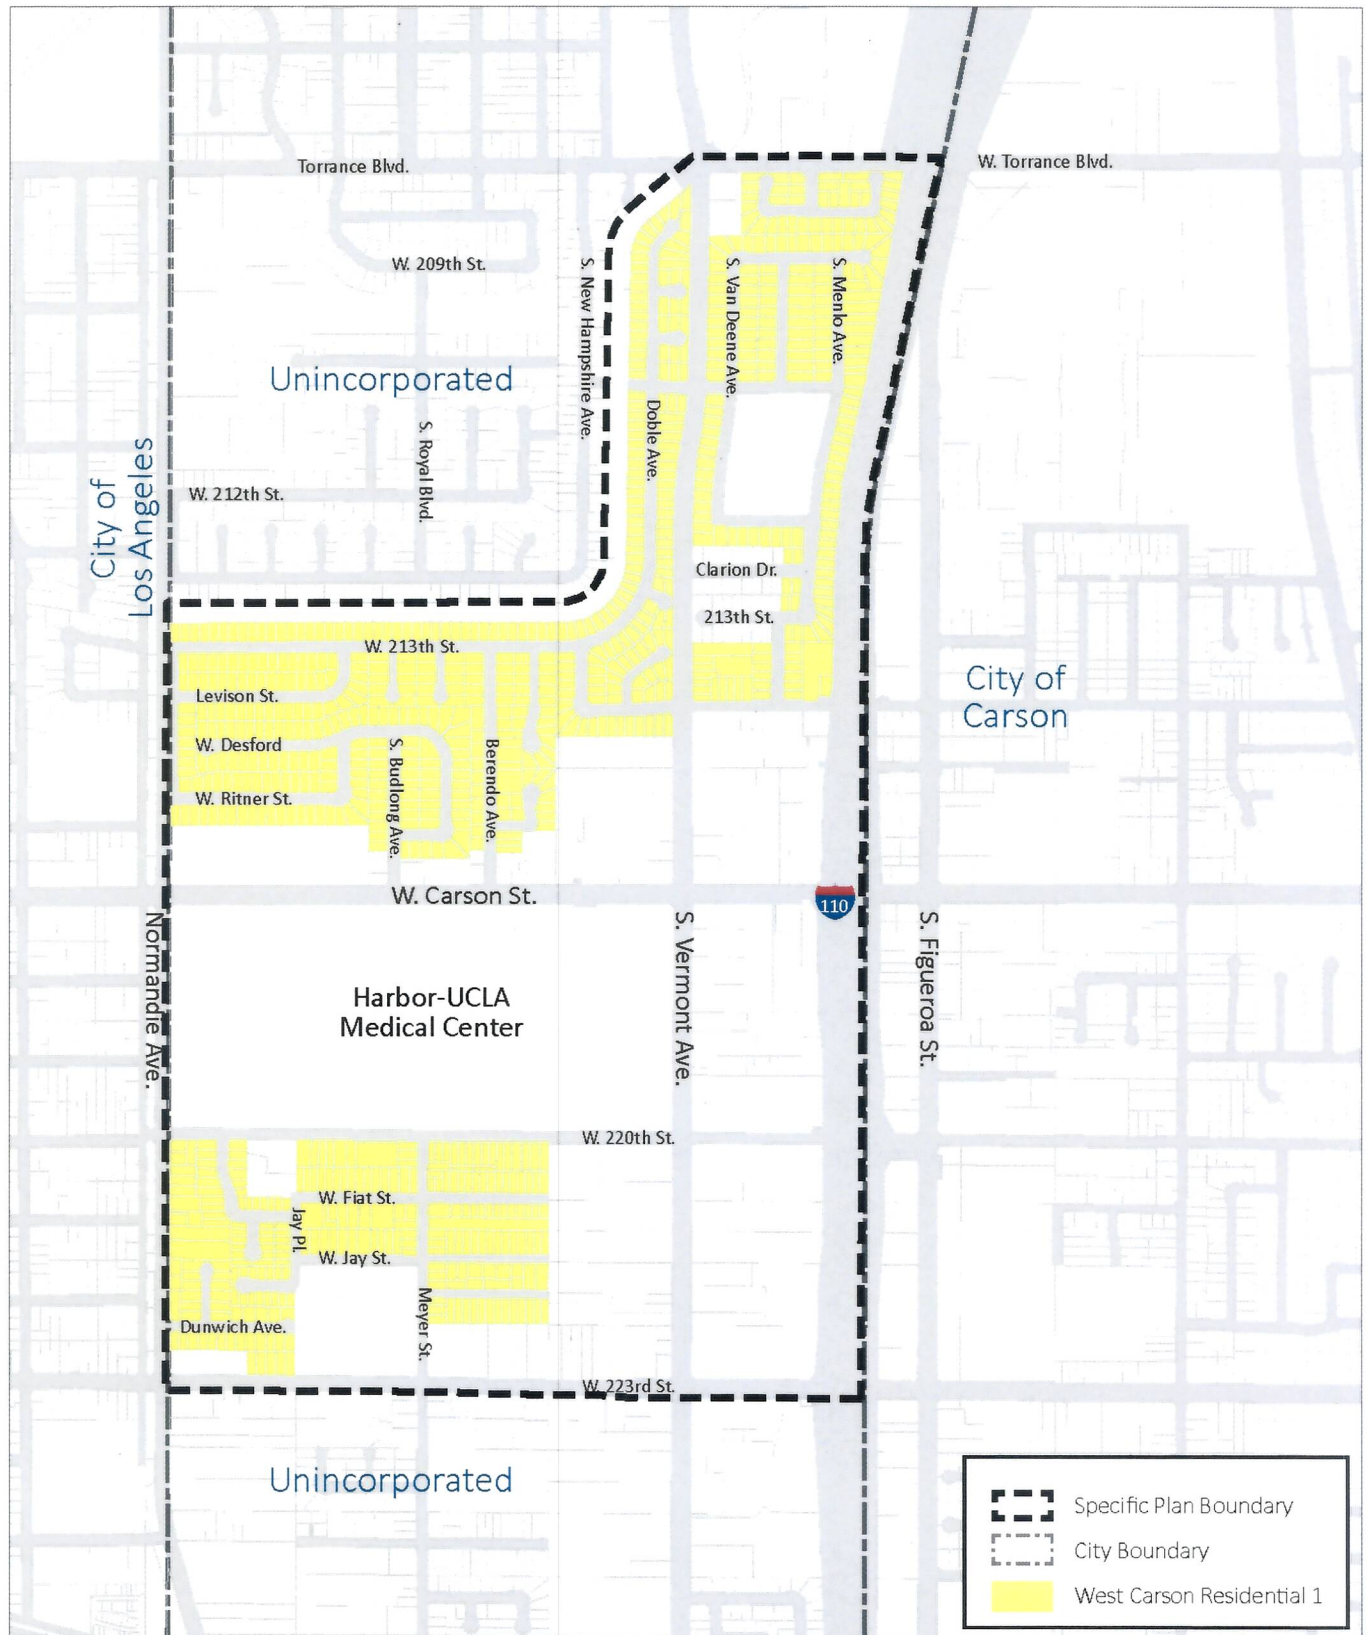 Torrance Blvd.
W. Torrance Blvd.
W. 209th St.
S. New Hampshire Ave.
S. Van Deene Ave.
S. Menlo Ave.
Unincorporated
Doble Ave.
S. Royal Blvd.
City of
Los Angeles
W. 212th St.
Clarion Dr.
213th St.
W. 213th St.
City of
Carson
Levison St.
W. Desford
S. Budlong Ave.
Berendo Ave.
W. Ritner St.
W. Carson St.
110
Normandie Ave.
S. Vermont Ave.
S. Figueroa St.
Harbor-UCLA
Medical Center
W. 220th St.
W. Fiat St.
Jay Pl.
W. Jay St.
Meyer St.
Dunwich Ave.
W. 223rd St.
Unincorporated
Specific Plan Boundary
City Boundary
West Carson Residential 1